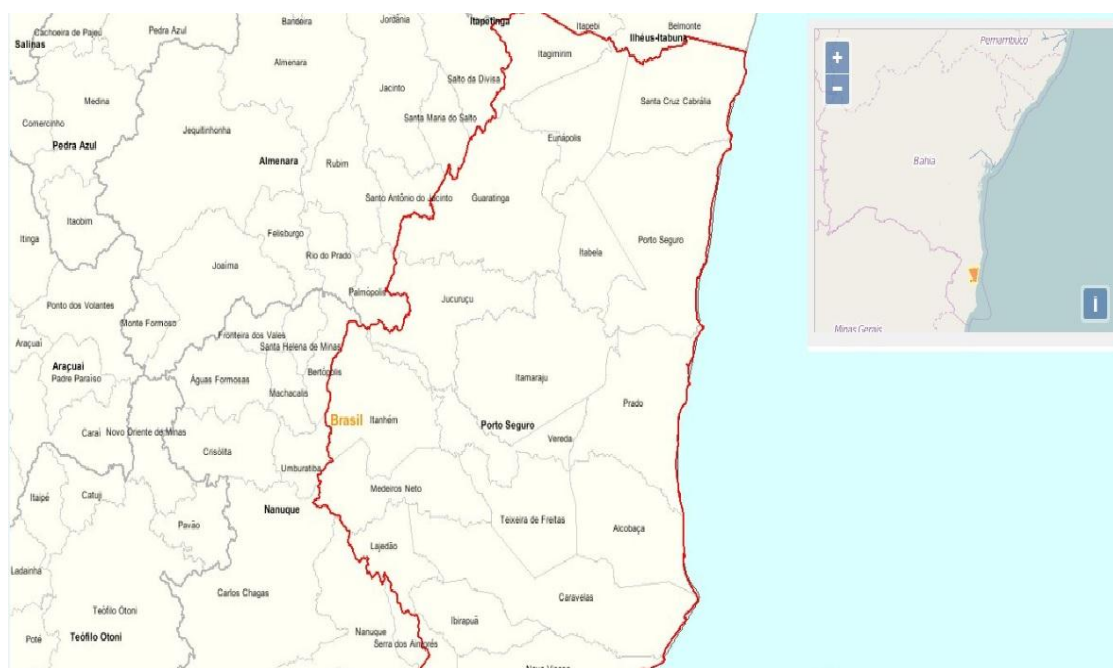 Cachoeira de Pajeú
Pedra Azul
Bandeira
Jordânia
Itapetinga
Itapebi
Belmonte
Salinas
Ilhéus-Itabuna
Itagimirim
Almenara
Salto da Divisa
Medina
Jacinto
Santa Cruz Cabrália
Comercinho
Jequitinhonha
Santa Maria do Salto
Eunápolis
Pedra Azul
Almenara
Rubim
Santo Antônio do Jacinto
Guaratinga
Itaobim
Itinga
Felisburgo
Porto Seguro
Rio do Prado
Itabela
Joaíma
Palmópolis
Jucuruçu
Ponto dos Volantes
Monte Formoso
Fronteira dos Vales
Araçuaí
Santa Helena de Minas
Araçuaí
Bertópolis
Padre Paraíso
Águas Formosas
Itamaraju
Machacalis
Prado
Brasil
Itanhém
Porto Seguro
Caraí
Novo Oriente de Minas
Vereda
Crisólita
Umburatiba
Itaipé
Catuji
Medeiros Neto
Nanuque
Teixeira de Freitas
Pavão
Alcobaça
Lajedão
Ladainha
Carlos Chagas
Caravelas
Teófilo Otoni
Ibirapuã
Nanuque
Poté
Teófilo Otoni
Serra dos Aimorés
Nova Viçosa
+
−
Pernambuco
Bahia
Minas Gerais
i